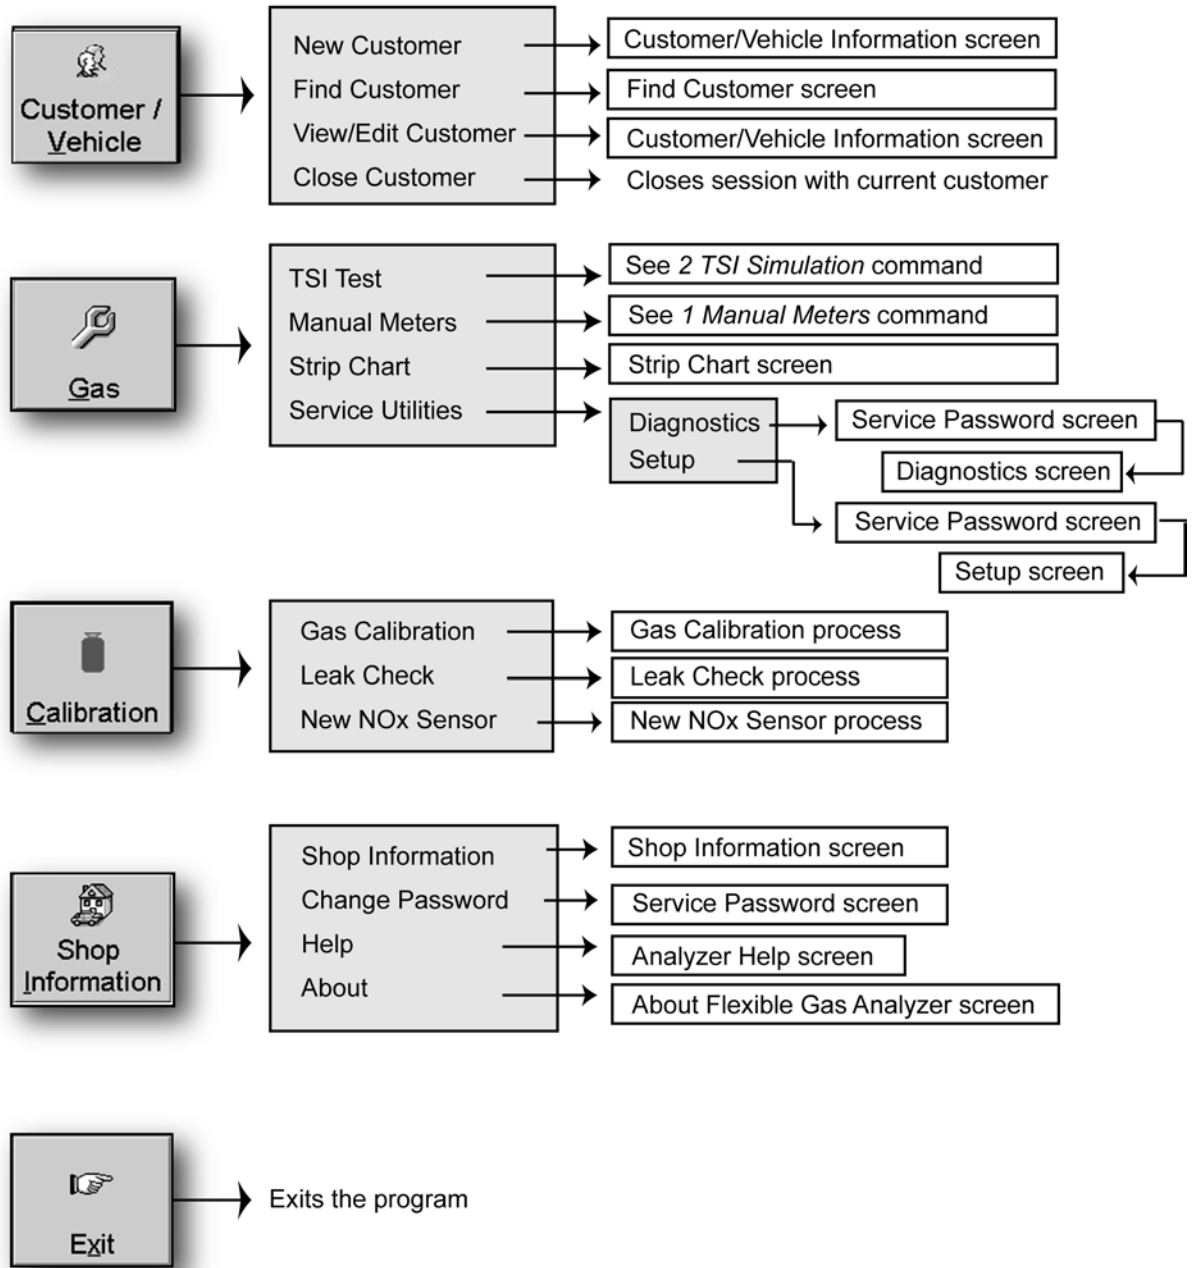 Customer /
Vehicle
New Customer
Customer/Vehicle Information screen
Find Customer
Find Customer screen
View/Edit Customer
Customer/Vehicle Information screen
Close Customer
Closes session with current customer
Gas
TSI Test
See 2 TSI Simulation command
Manual Meters
See 1 Manual Meters command
Strip Chart
Strip Chart screen
Service Utilities
Diagnostics
Service Password screen
Diagnostics screen
Setup
Service Password screen
Setup screen
Calibration
Gas Calibration
Gas Calibration process
Leak Check
Leak Check process
New NOx Sensor
New NOx Sensor process
Shop
Information
Shop Information
Shop Information screen
Change Password
Service Password screen
Help
Analyzer Help screen
About
About Flexible Gas Analyzer screen
Exit
Exits the program